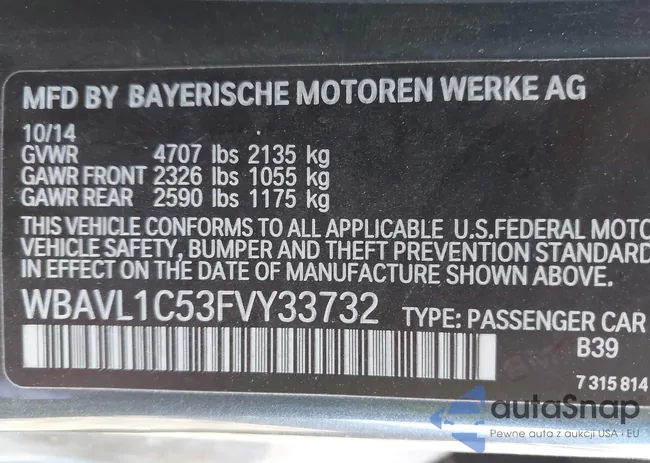 MFD BY BAYERISCHE MOTOREN WERKE AG
10/14
GVWR 4707 lbs 2135 kg
GAWR FRONT 2326 lbs 1055 kg
GAWR REAR 2590 lbs 1175 kg
THIS VEHICLE CONFORMS TO ALL APPLICABLE U.S.FEDERAL MOTO
VEHICLE SAFETY, BUMPER AND THEFT PREVENTION STANDARD
IN EFFECT ON THE DATE OF MANUFACTURE SHOWN ABOVE.
WBAVL1C53FVY33732 TYPE: PASSENGER CAR
B39
7 315 814
autaSnap
Pewne auta z aukcji USA i EU